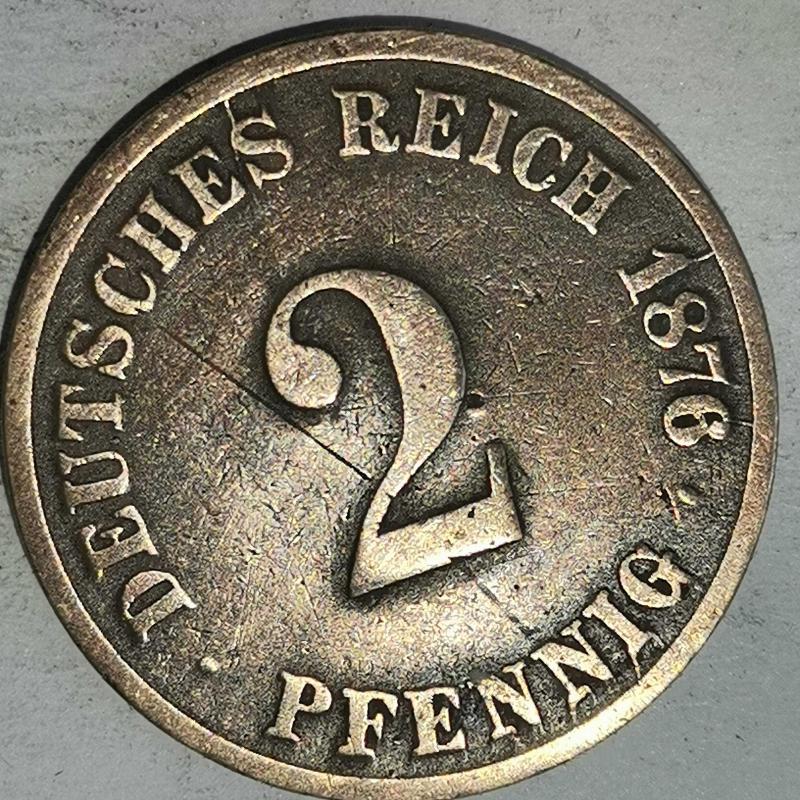 DEUTSCHES REICH 1876
2
PFENNIG